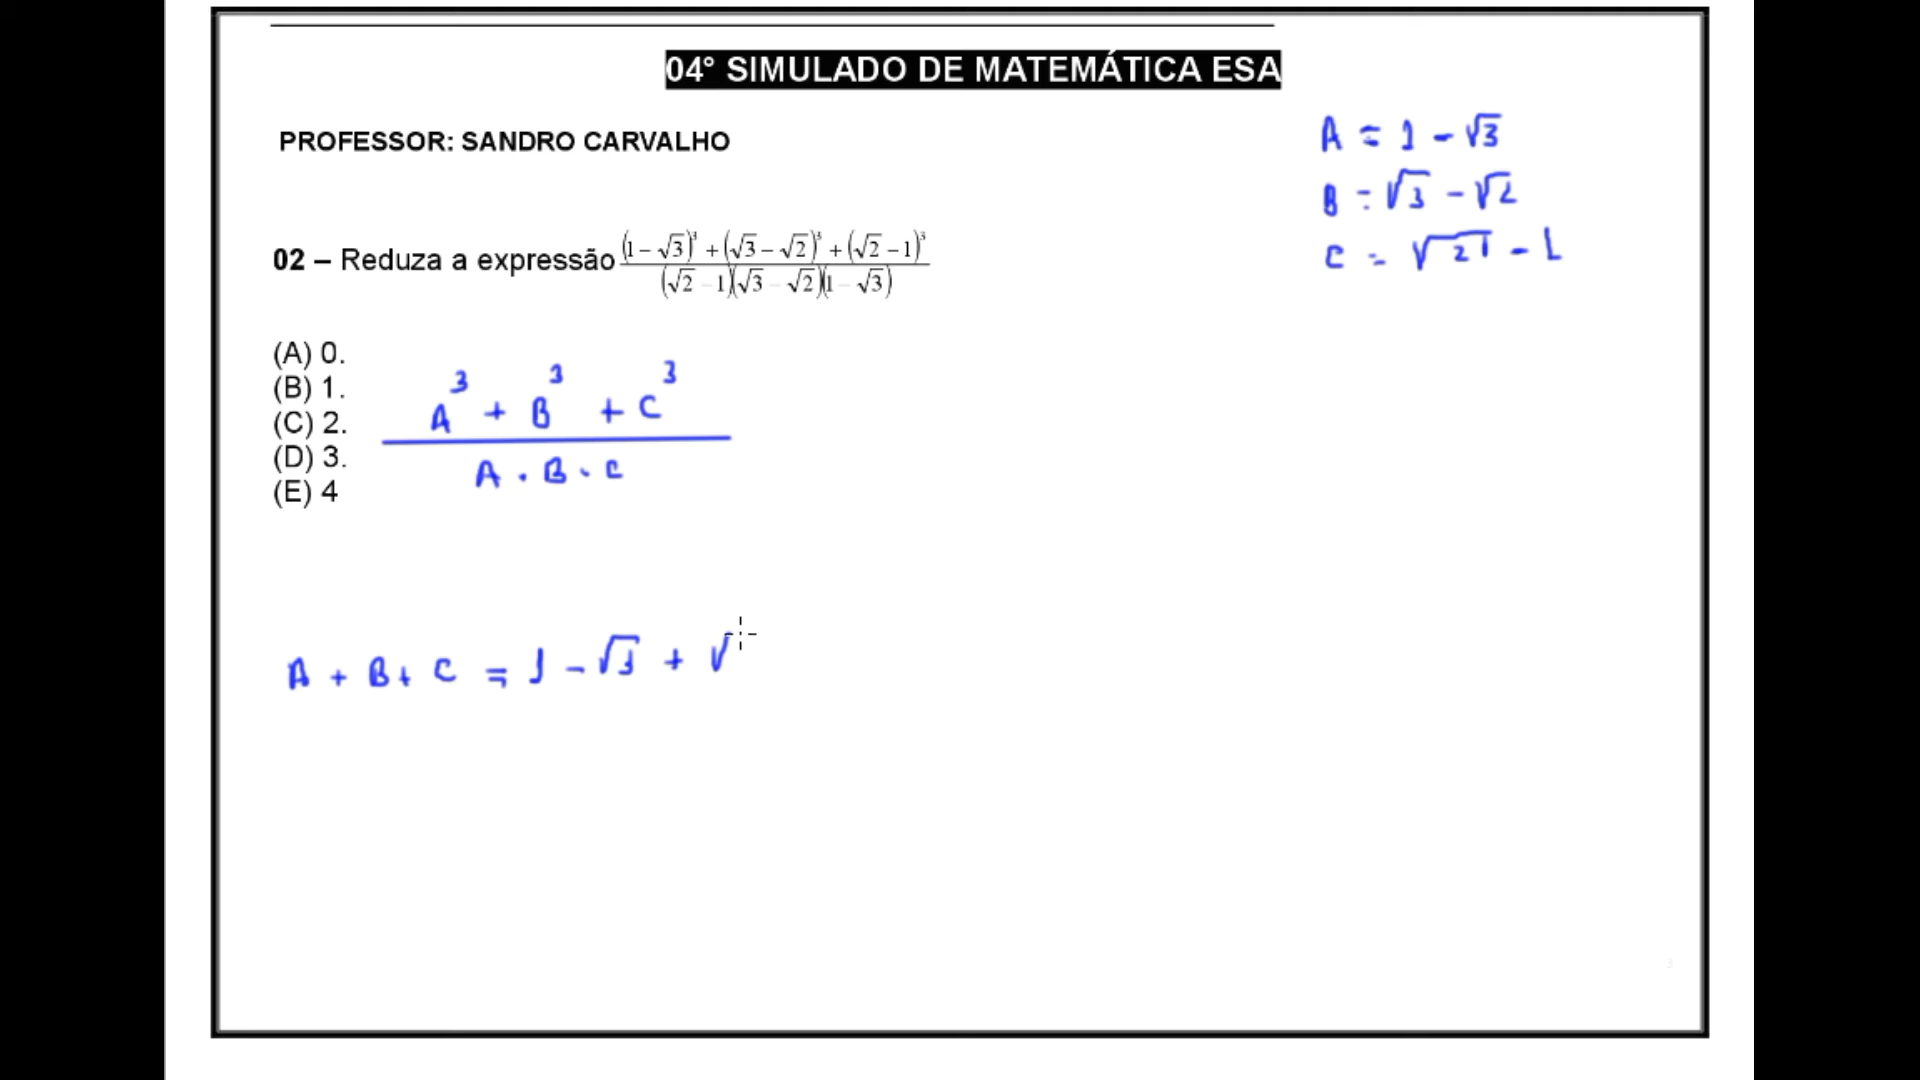 04° SIMULADO DE MATEMÁTICA ESA
PROFESSOR: SANDRO CARVALHO
A = 1 - √3
B = √3 - √2
C = √2 - 1
02 – Reduza a expressão ((1 − √3)³ + (√3 − √2)³ + (√2 − 1)³) / ((√2 − 1)(√3 − √2)(1 − √3))
(A) 0.
(B) 1.
(C) 2.
(D) 3.
(E) 4
A³ + B³ + C³
A . B . C
A + B + C = 1 - √3 + √
3